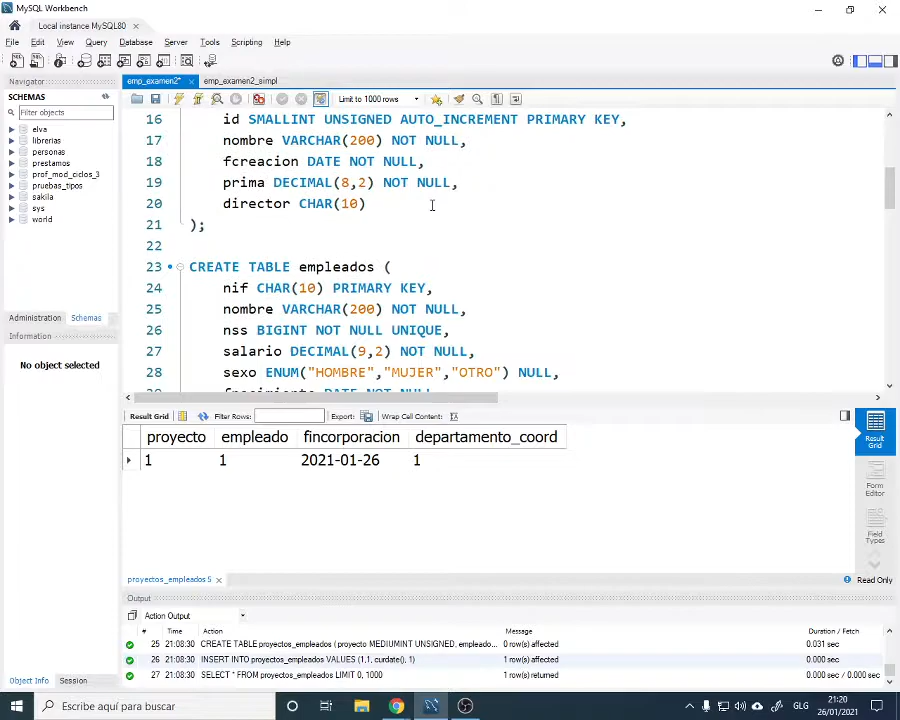 MySQL Workbench
Local instance MySQL80 ×
File Edit View Query Database Server Tools Scripting Help
Navigator
SCHEMAS
Filter objects
elva
librerias
personas
prestamos
prof_mod_ciclos_3
pruebas_tipos
sakila
sys
world
Administration Schemas
Information
No object selected
Object Info Session
emp_examen2* × emp_examen2_simpl
Limit to 1000 rows
16 id SMALLINT UNSIGNED AUTO_INCREMENT PRIMARY KEY,
17 nombre VARCHAR(200) NOT NULL,
18 fcreacion DATE NOT NULL,
19 prima DECIMAL(8,2) NOT NULL,
20 director CHAR(10)
21 );
22
23 CREATE TABLE empleados (
24 nif CHAR(10) PRIMARY KEY,
25 nombre VARCHAR(200) NOT NULL,
26 nss BIGINT NOT NULL UNIQUE,
27 salario DECIMAL(9,2) NOT NULL,
28 sexo ENUM("HOMBRE","MUJER","OTRO") NULL,
Result Grid Filter Rows: Export: Wrap Cell Content:
proyecto empleado fincorporacion departamento_coord
1 1 2021-01-26 1
Result Grid
Form Editor
Field Types
proyectos_empleados 5 ×
Read Only
Output
Action Output
# Time Action Message Duration / Fetch
25 21:08:30 CREATE TABLE proyectos_empleados ( proyecto MEDIUMINT UNSIGNED, empleado... 0 row(s) affected 0.031 sec
26 21:08:30 INSERT INTO proyectos_empleados VALUES (1,1, curdate(), 1) 1 row(s) affected 0.000 sec
27 21:08:30 SELECT * FROM proyectos_empleados LIMIT 0, 1000 1 row(s) returned 0.000 sec / 0.000 sec
Escribe aquí para buscar
GLG
21:20
26/01/2021